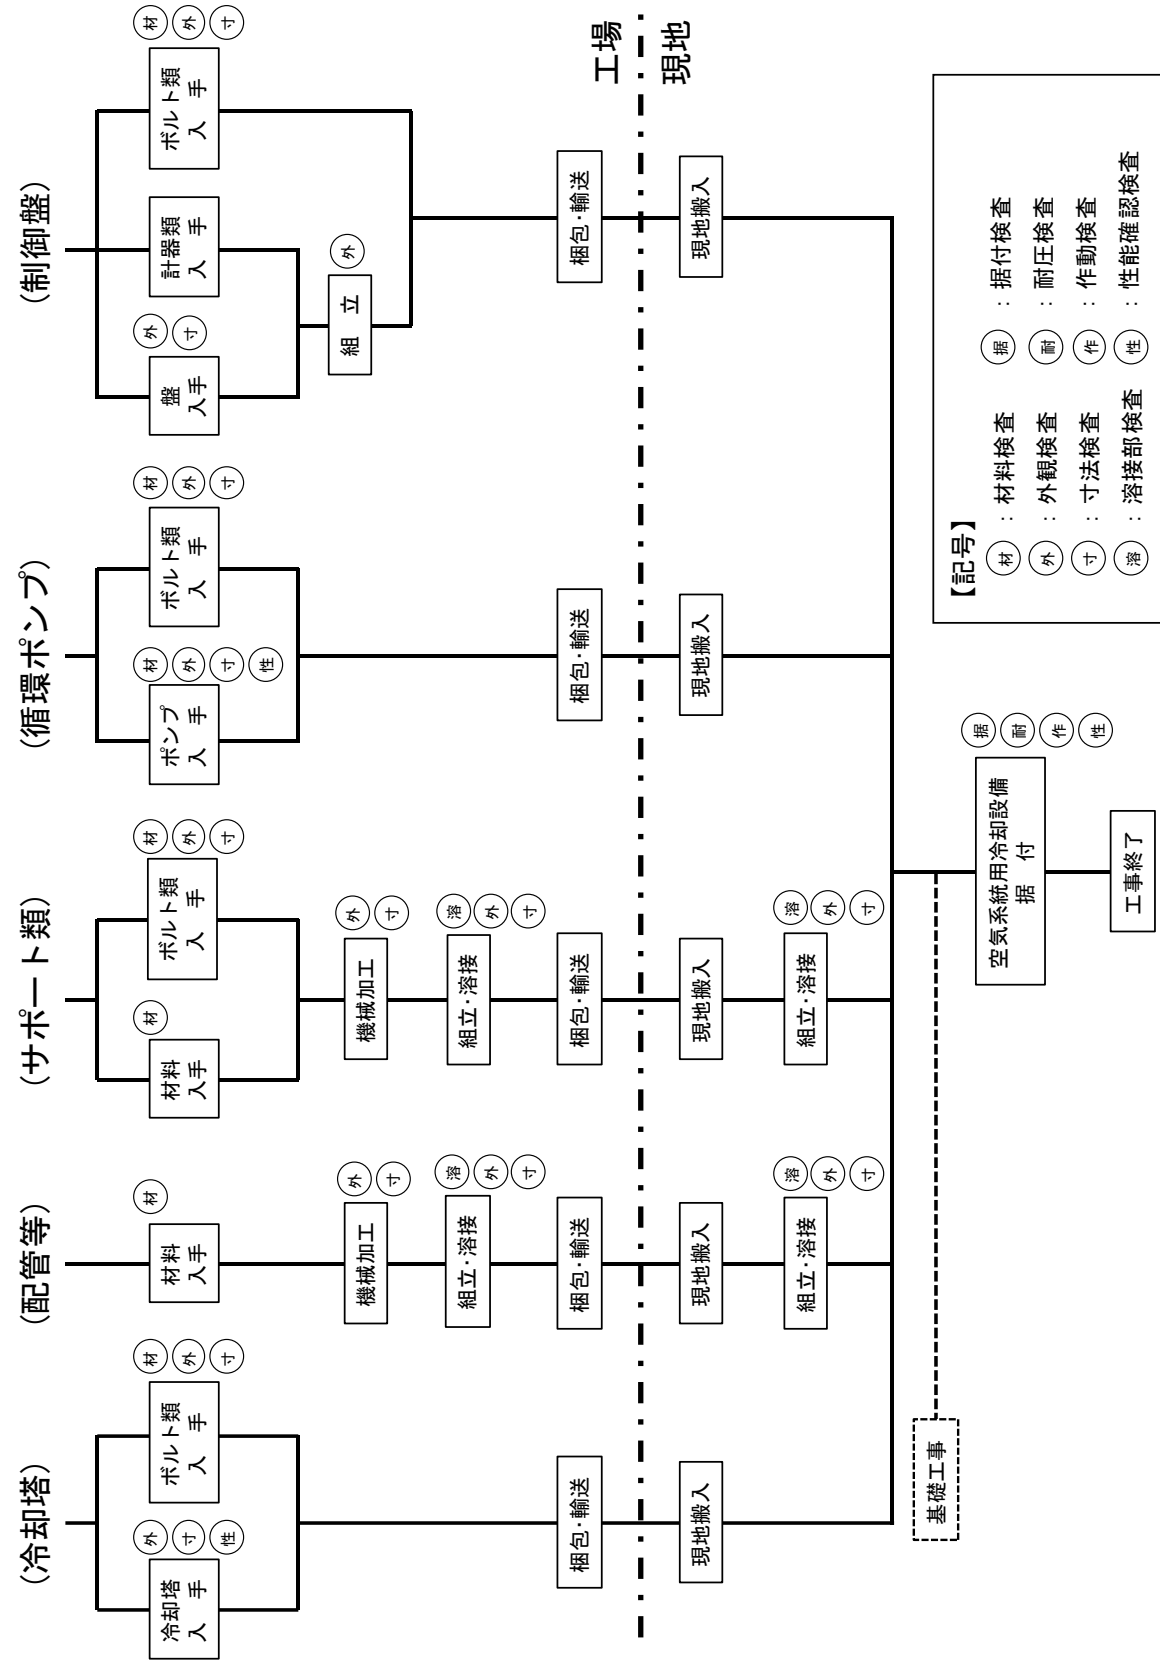 (冷却塔)
(配管等)
(サポート類)
(循環ポンプ)
(制御盤)
冷却塔
入 手
外
寸
性
ボルト類
入 手
材
外
寸
材料
入手
材
材料
入手
材
ボルト類
入 手
材
外
寸
ポンプ
入 手
材
外
寸
性
ボルト類
入 手
材
外
寸
盤
入手
外
寸
計器類
入 手
ボルト類
入 手
材
外
寸
機械加工
外
寸
機械加工
外
寸
組 立
外
組立・溶接
溶
外
寸
組立・溶接
溶
外
寸
梱包・輸送
梱包・輸送
梱包・輸送
梱包・輸送
梱包・輸送
工場
現地
現地搬入
現地搬入
現地搬入
現地搬入
現地搬入
組立・溶接
溶
外
寸
組立・溶接
溶
外
寸
基礎工事
空気系統用冷却設備
据 付
据
耐
作
性
工事終了
【記号】
材 :材料検査 据 :据付検査
外 :外観検査 耐 :耐圧検査
寸 :寸法検査 作 :作動検査
溶 :溶接部検査 性 :性能確認検査